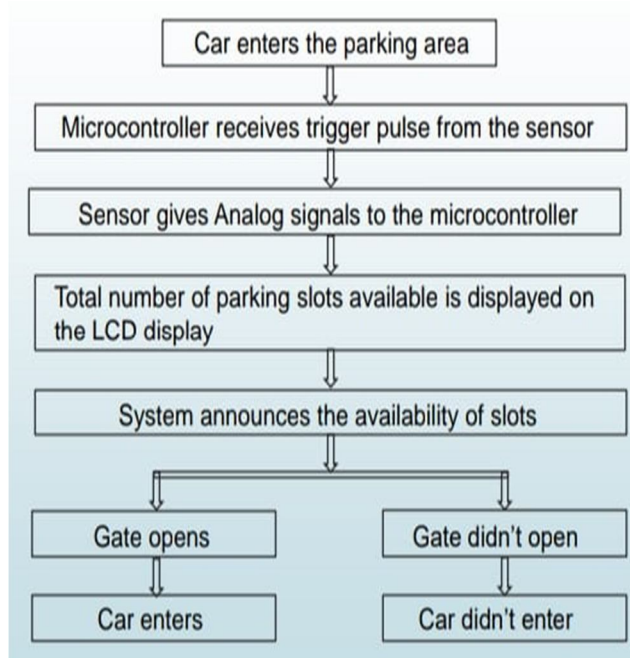 Car enters the parking area
Microcontroller receives trigger pulse from the sensor
Sensor gives Analog signals to the microcontroller
Total number of parking slots available is displayed on
the LCD display
System announces the availability of slots
Gate opens
Gate didn't open
Car enters
Car didn't enter